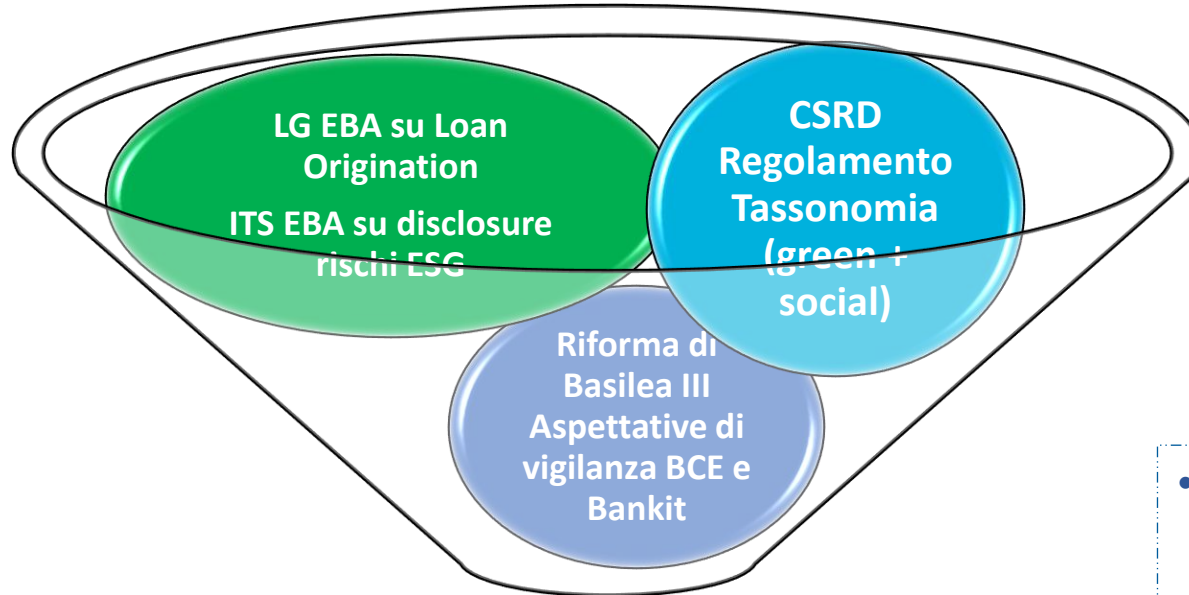 LG EBA su Loan
Origination
ITS EBA su disclosure
rischi ESG
CSRD
Regolamento
Tassonomia
(green +
social)
Riforma di
Basilea III
Aspettative di
vigilanza BCE e
Bankit
•